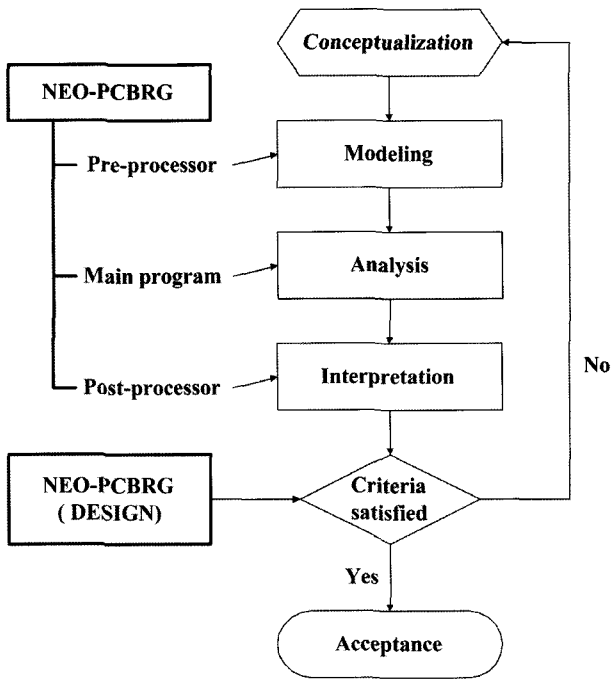 Conceptualization
NEO-PCBRG
Pre-processor
Modeling
Main program
Analysis
Post-processor
Interpretation
No
NEO-PCBRG
( DESIGN)
Criteria
satisfied
Yes
Acceptance